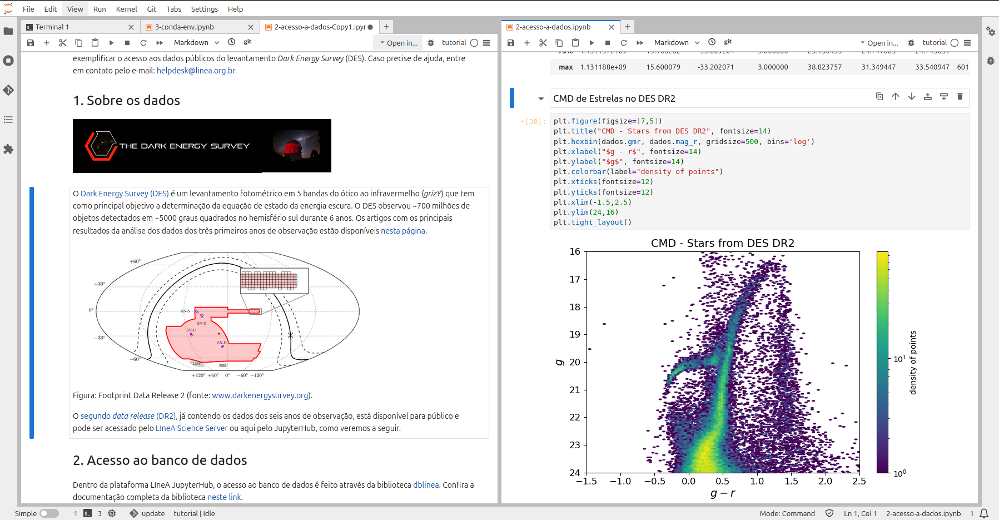 File Edit View Run Kernel Git Tabs Settings Help
Terminal 1
3-conda-env.ipynb
2-acesso-a-dados-Copy1.ipyr
Markdown
git
Open in...
tutorial
exemplificar o acesso aos dados públicos do levantamento Dark Energy Survey (DES). Caso precise de ajuda, entre
em contato pelo e-mail: helpdesk@linea.org.br
1. Sobre os dados
THE DARK ENERGY SURVEY
O Dark Energy Survey (DES) é um levantamento fotométrico em 5 bandas do ótico ao infravermelho (grizY) que tem
como principal objetivo a determinação da equação de estado da energia escura. O DES observou ~700 milhões de
objetos detectados em ~5000 graus quadrados no hemisfério sul durante 6 anos. Os artigos com os principais
resultados da análise dos dados dos três primeiros anos de observação estão disponíveis nesta página.
+60°
+30°
0°
−30°
−60°
SN-S
SN-X
SN-C
SN-E
LMC
SMC
+120° +60° 0° −60° −120°
Figura: Footprint Data Release 2 (fonte: www.darkenergysurvey.org).
O segundo data release (DR2), já contendo os dados dos seis anos de observação, está disponível para público e
pode ser acessado pelo LIneA Science Server ou aqui pelo JupyterHub, como veremos a seguir.
2. Acesso ao banco de dados
Dentro da plataforma LIneA JupyterHub, o acesso ao banco de dados é feito através da biblioteca dblinea. Confira a
documentação completa da biblioteca neste link.
2-acesso-a-dados.ipynb
Markdown
git
Open in...
tutorial
max 1.131188e+09 15.600079 -33.202071 3.000000 38.823757 31.349447 33.540947 601
CMD de Estrelas no DES DR2
[30]:
plt.figure(figsize=[7,5])
plt.title("CMD - Stars from DES DR2", fontsize=14)
plt.hexbin(dados.gmr, dados.mag_r, gridsize=500, bins='log')
plt.xlabel("$g - r$", fontsize=14)
plt.ylabel("$g$", fontsize=14)
plt.colorbar(label="density of points")
plt.xticks(fontsize=12)
plt.yticks(fontsize=12)
plt.xlim(-1.5,2.5)
plt.ylim(24,16)
plt.tight_layout()
CMD - Stars from DES DR2
16
17
18
19
20
21
22
23
24
g
−1.5 −1.0 −0.5 0.0 0.5 1.0 1.5 2.0 2.5
g − r
10¹
10⁰
density of points
Simple 1 3 update tutorial | Idle
Mode: Command Ln 1, Col 1 2-acesso-a-dados.ipynb 1